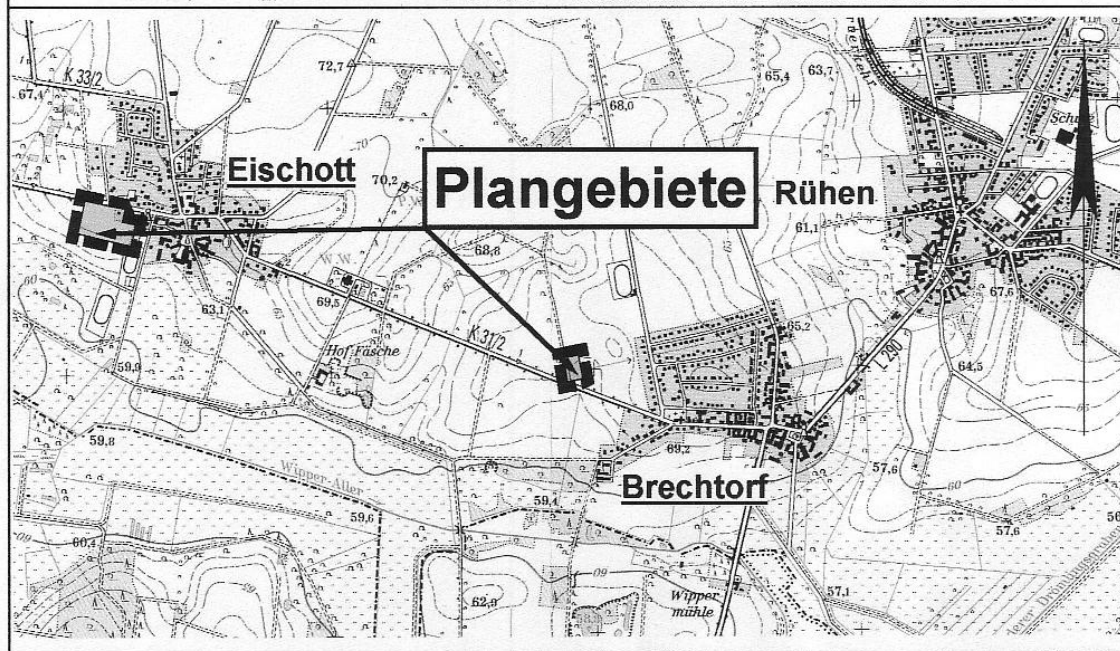 K 33/2
67,4
72,7
68,0
65,4
63,7
Eischott
70,2
Plangebiete
Rühen
61,1
68,8
W.W.
69,5
63,1
K 31/2
Hof Fäsche
65,2
L 290
67,6
64,5
59,9
59,8
Wipper-Aller
59,6
59,4
69,2
Brechtorf
57,6
60
57,6
60,4
62,9
Wipper
mühle
57,1